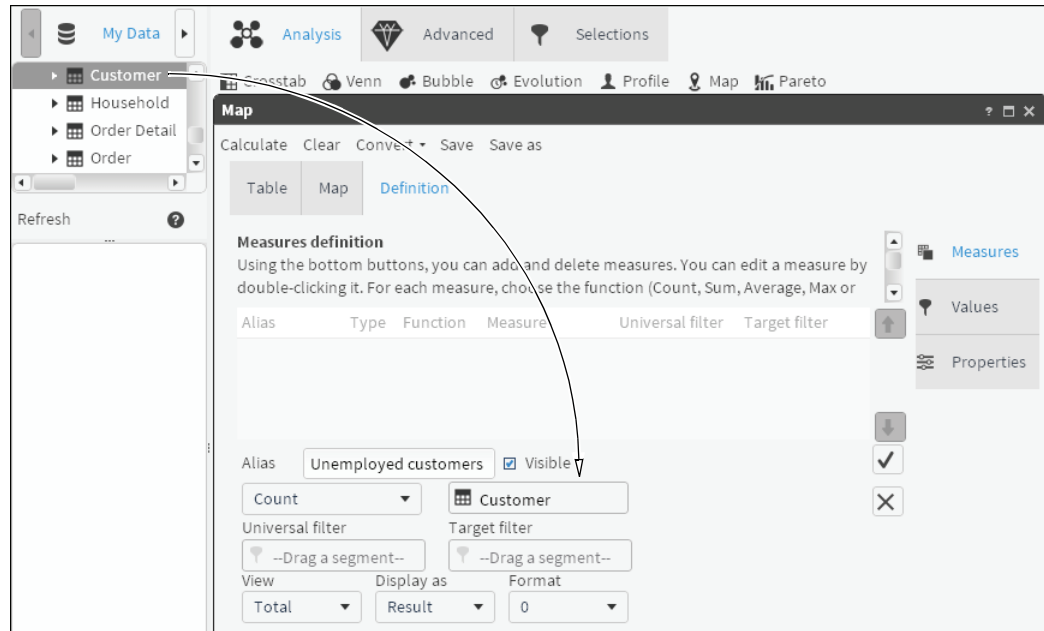 My Data
Analysis Advanced Selections
Customer
Household
Order Detail
Order
Refresh
...
Crosstab Venn Bubble Evolution Profile Map Pareto
Map
Calculate Clear Convert Save Save as
Table Map Definition
Measures definition
Using the bottom buttons, you can add and delete measures. You can edit a measure by
double-clicking it. For each measure, choose the function (Count, Sum, Average, Max or
Alias Type Function Measure Universal filter Target filter
Measures
Values
Properties
Alias Unemployed customers Visible
Count Customer
Universal filter Target filter
--Drag a segment-- --Drag a segment--
View Display as Format
Total Result 0